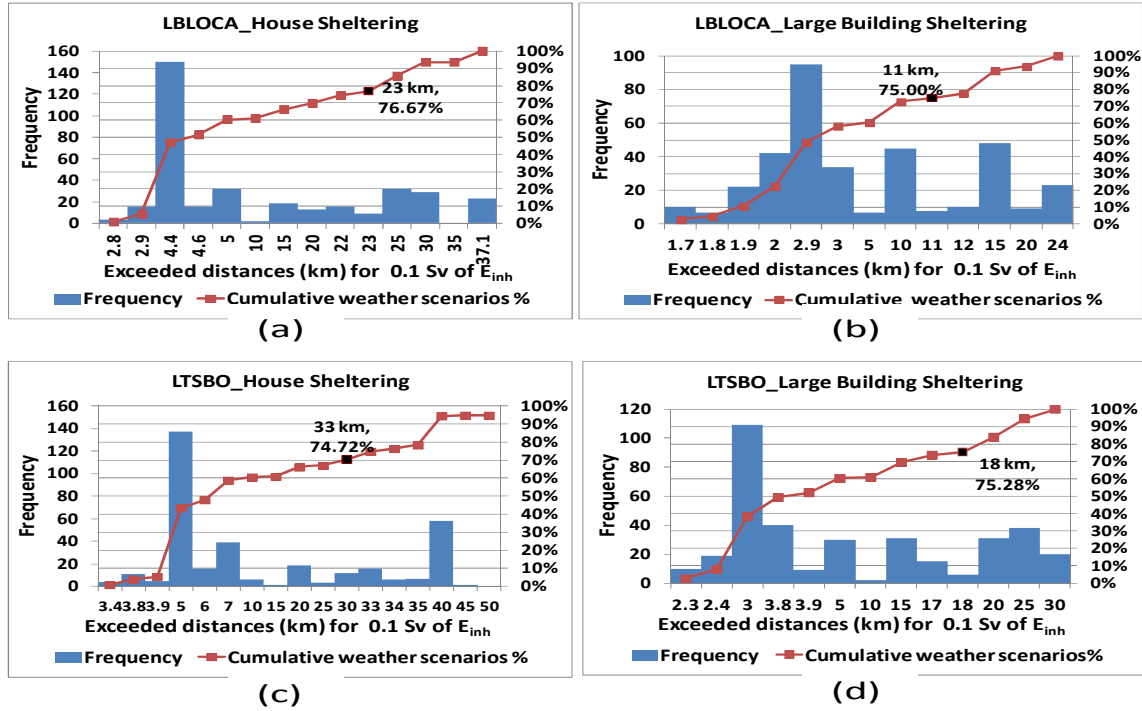 LBLOCA_House Sheltering
160
140
120
100
80
60
40
20
0
Frequency
100%
90%
80%
70%
60%
50%
40%
30%
20%
10%
0%
23 km,
76.67%
2.8 2.9 4.4 4.6 5 10 15 20 22 23 25 30 35 37.1
Exceeded distances (km) for 0.1 Sv of Einh
Frequency Cumulative weather scenarios %
(a)
LBLOCA_Large Building Sheltering
100
80
60
40
20
0
Frequency
100%
90%
80%
70%
60%
50%
40%
30%
20%
10%
0%
11 km,
75.00%
1.7 1.8 1.9 2 2.9 3 5 10 11 12 15 20 24
Exceeded distances (km) for 0.1 Sv of Einh
Frequency Cumulative weather scenarios %
(b)
LTSBO_House Sheltering
160
140
120
100
80
60
40
20
0
Frequency
100%
90%
80%
70%
60%
50%
40%
30%
20%
10%
0%
33 km,
74.72%
3.4 3.8 3.9 5 6 7 10 15 20 25 30 33 34 35 40 45 50
Exceeded distances (km) for 0.1 Sv of Einh
Frequency Cumulative weather scenarios %
(c)
LTSBO_Large Building Sheltering
120
100
80
60
40
20
0
Frequency
100%
90%
80%
70%
60%
50%
40%
30%
20%
10%
0%
18 km,
75.28%
2.3 2.4 3 3.8 3.9 5 10 15 17 18 20 25 30
Exceeded distances (km) for 0.1 Sv of Einh
Frequency Cumulative weather scenarios%
(d)